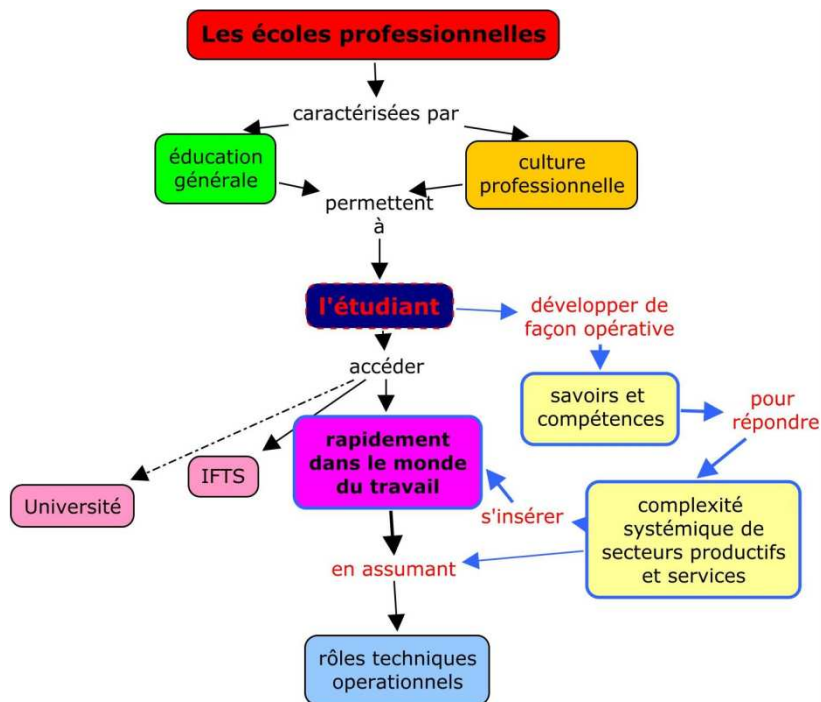 Les écoles professionnelles
caractérisées par
éducation
générale
culture
professionnelle
permettent
à
l'étudiant
développer de
façon opérative
accéder
savoirs et
compétences
pour
répondre
rapidement
dans le monde
du travail
IFTS
Université
s'insérer
complexité
systémique de
secteurs productifs
et services
en assumant
rôles techniques
operationnels